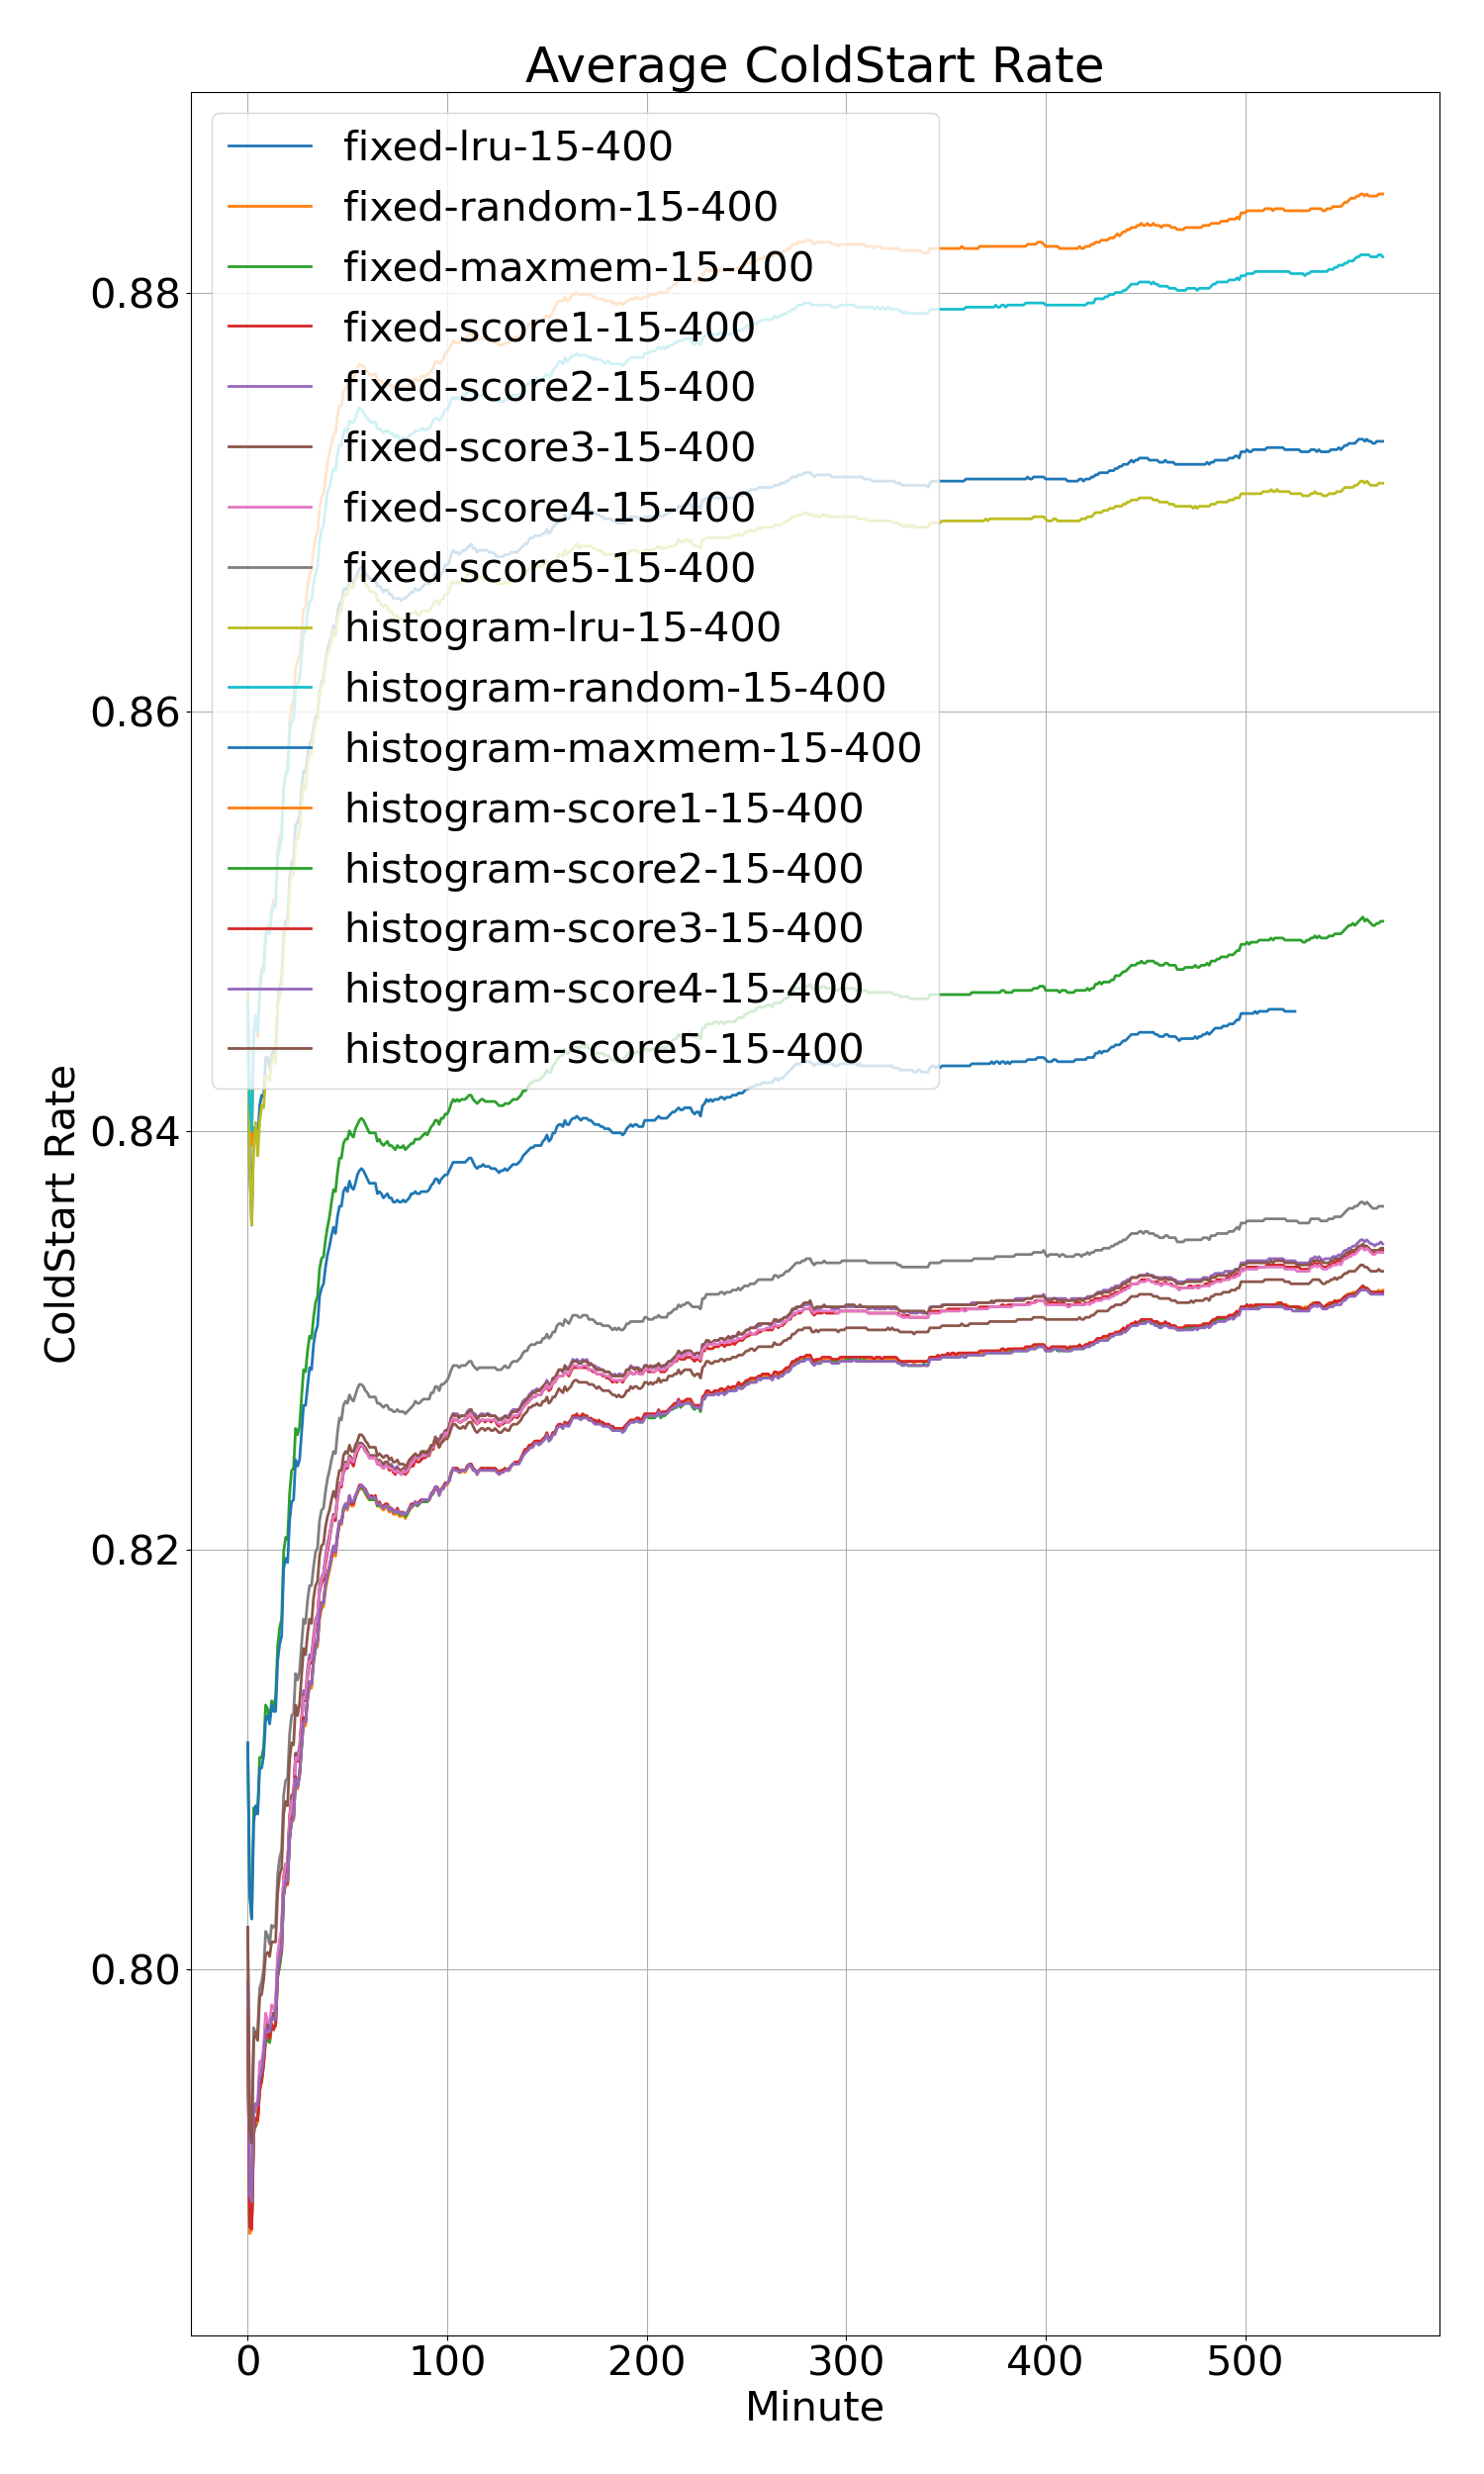 Average ColdStart Rate
fixed-lru-15-400
fixed-random-15-400
fixed-maxmem-15-400
fixed-score1-15-400
fixed-score2-15-400
fixed-score3-15-400
fixed-score4-15-400
fixed-score5-15-400
histogram-lru-15-400
histogram-random-15-400
histogram-maxmem-15-400
histogram-score1-15-400
histogram-score2-15-400
histogram-score3-15-400
histogram-score4-15-400
histogram-score5-15-400
0.88
0.86
0.84
0.82
0.80
ColdStart Rate
0 100 200 300 400 500
Minute